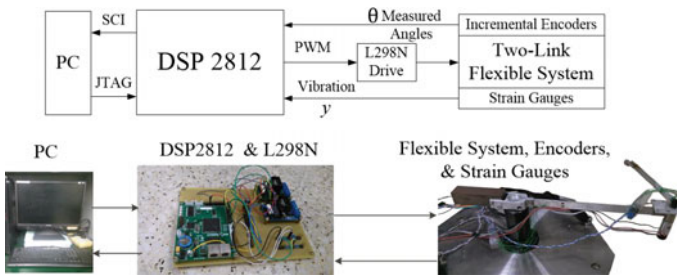 SCI
PC
JTAG
DSP 2812
θ Measured
Angles
PWM
L298N
Drive
Vibration
y
Incremental Encoders
Two-Link
Flexible System
Strain Gauges
PC
DSP2812 & L298N
Flexible System, Encoders,
& Strain Gauges